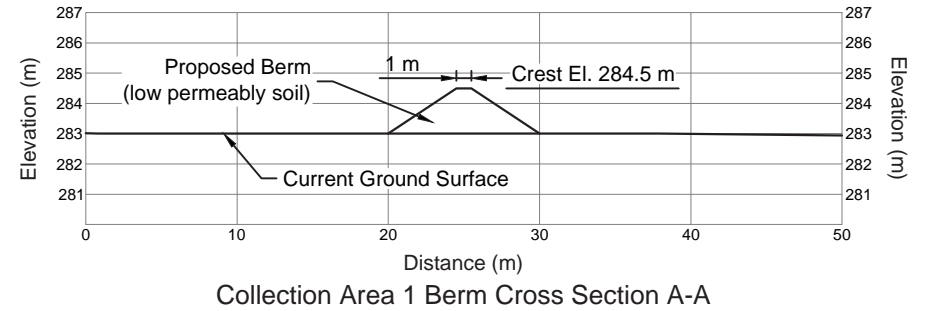 287
287
286
286
1 m
Proposed Berm
(low permeably soil)
Crest El. 284.5 m
285
285
284
284
283
283
282
282
Current Ground Surface
281
281
Elevation (m)
Elevation (m)
0
10
20
30
40
50
Distance (m)
Collection Area 1 Berm Cross Section A-A